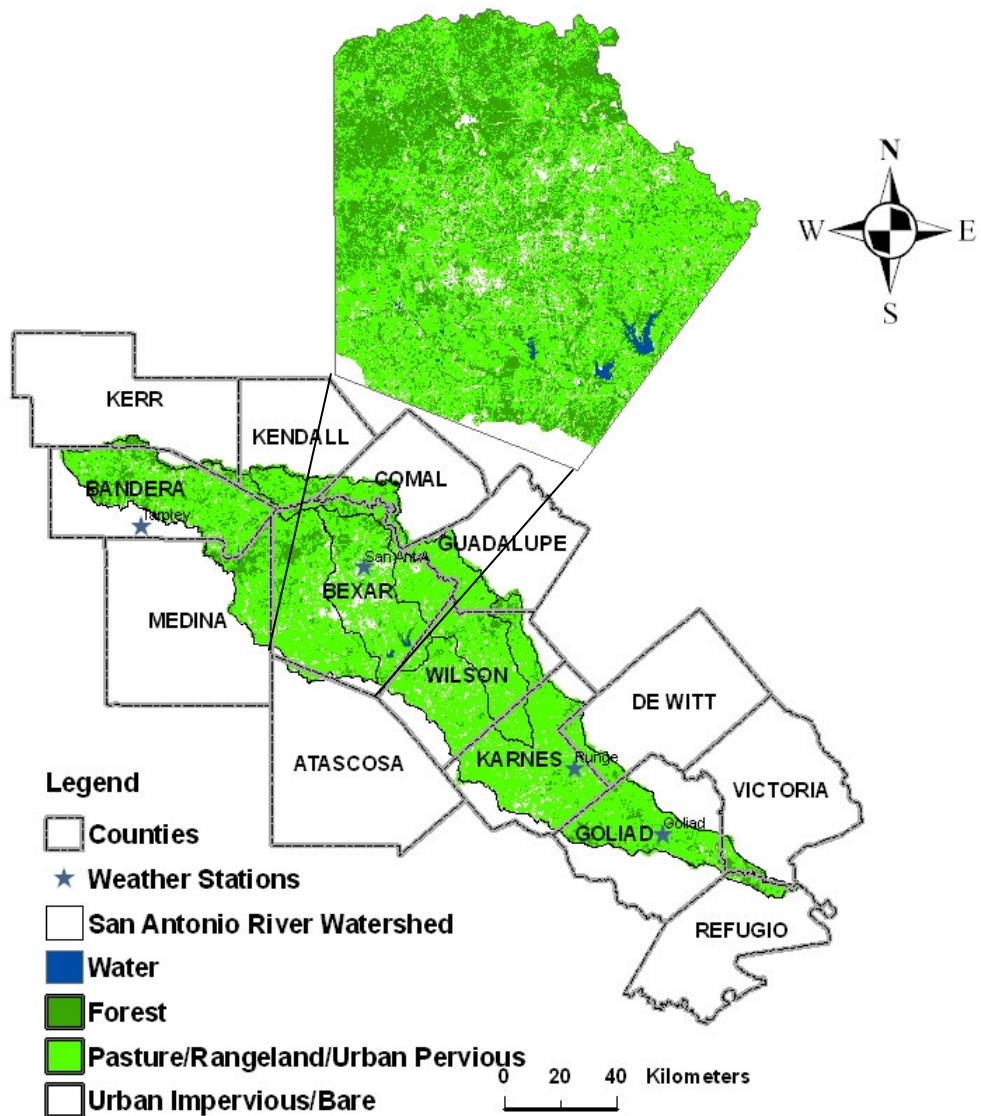 N
W E
S
KERR
KENDALL
COMAL
BANDERA
Tarpley
GUADALUPE
San Ant A
BEXAR
MEDINA
WILSON
DE WITT
ATASCOSA
KARNES Runge
VICTORIA
GOLIAD Goliad
REFUGIO
Legend
Counties
Weather Stations
San Antonio River Watershed
Water
Forest
Pasture/Rangeland/Urban Pervious
Urban Impervious/Bare
0 20 40 Kilometers